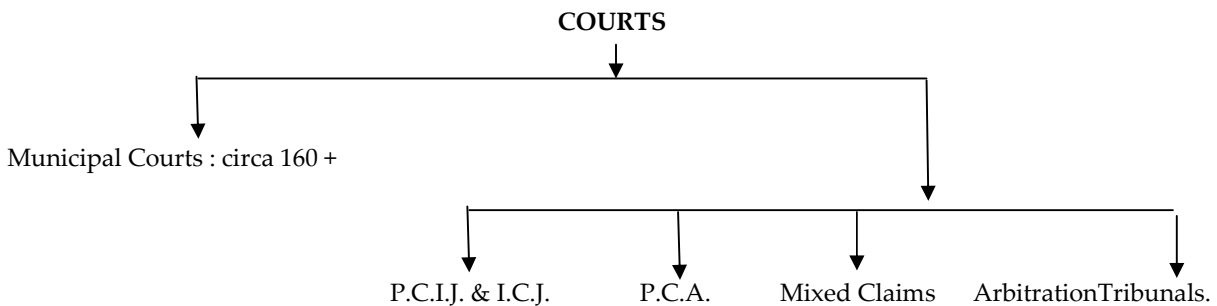 COURTS
Municipal Courts : circa 160 +
P.C.I.J. & I.C.J. P.C.A. Mixed Claims ArbitrationTribunals.